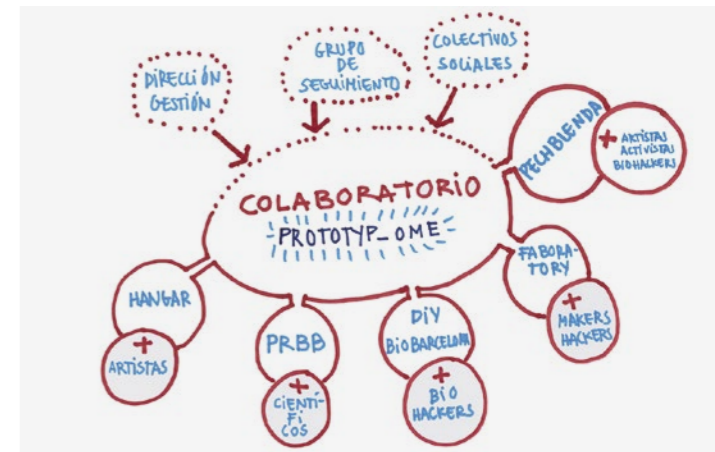 DIRECCIÓN
GESTIÓN
GRUPO
DE
SEGUIMIENTO
COLECTIVOS
SOCIALES
COLABORATORIO
PROTOTYP_OME
PECHBLENDA
+ ARTISTAS
ACTIVISTAS
BIOHACKERS
FABORA-
TORY
+
MAKERS
HACKERS
DIY
BIOBARCELONA
+
BIO
HACKERS
PRBB
+
CIENTÍ-
FI
COS
HANGAR
+
ARTISTAS